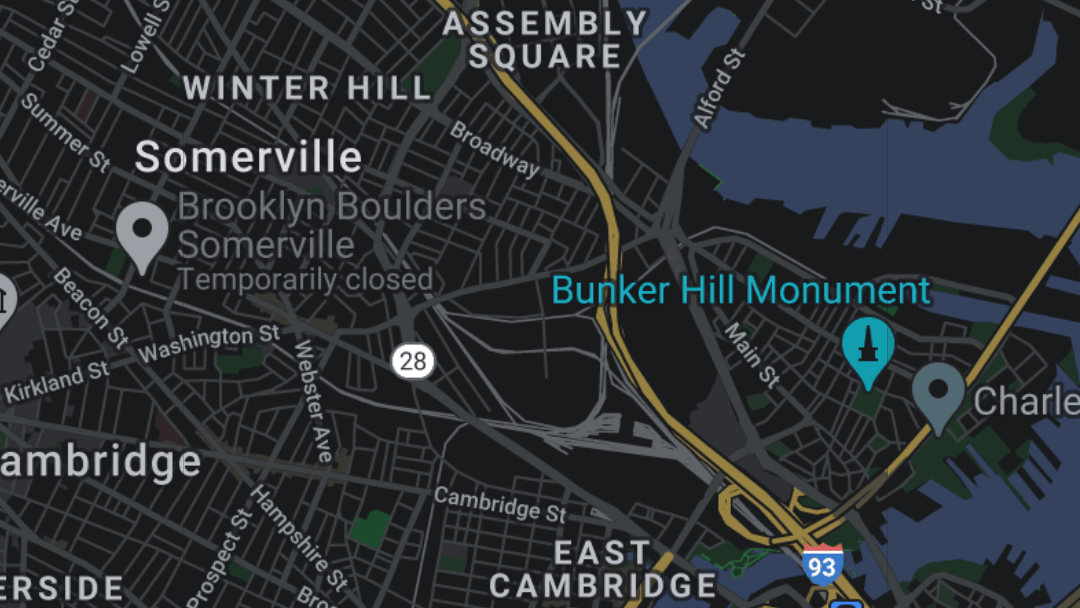 ASSEMBLY
SQUARE
St
Cedar St
Lowell S
WINTER HILL
Alford St
Summer St
Broadway
Somerville
Brooklyn Boulders
Somerville
Temporarily closed
erville Ave
Beacon St
Bunker Hill Monument
Washington St
Main St
28
Kirkland St
Webster Ave
Charle
ambridge
Cambridge St
Hampshire St
Prospect St
EAST
CAMBRIDGE
93
ERSIDE
Bro